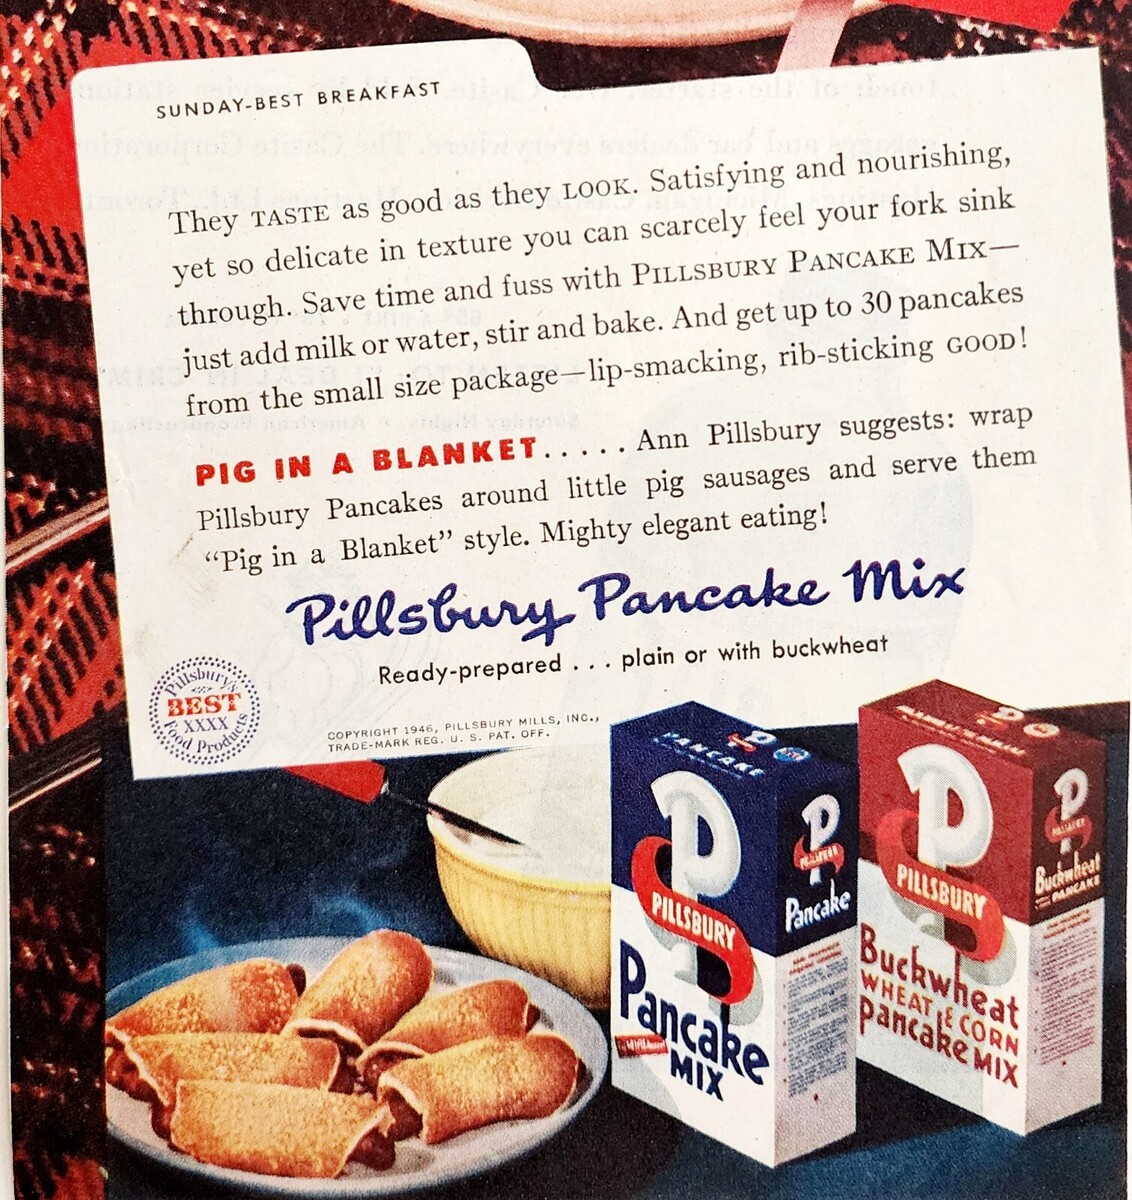 SUNDAY-BEST BREAKFAST
They TASTE as good as they LOOK. Satisfying and nourishing,
yet so delicate in texture you can scarcely feel your fork sink
through. Save time and fuss with PILLSBURY PANCAKE MIX—
just add milk or water, stir and bake. And get up to 30 pancakes
from the small size package—lip-smacking, rib-sticking GOOD!
PIG IN A BLANKET.....Ann Pillsbury suggests: wrap
Pillsbury Pancakes around little pig sausages and serve them
"Pig in a Blanket" style. Mighty elegant eating!
Pillsbury Pancake Mix
Ready-prepared ... plain or with buckwheat
Pillsbury's
BEST
XXXX
Food Products
COPYRIGHT 1946, PILLSBURY MILLS, INC.,
TRADE-MARK REG. U. S. PAT. OFF.
PANCAKE
P
PILLSBURY
Pancake
MIX
P
PILLSBURY
Pancake
P
PILLSBURY
Buckwheat
WHEAT & CORN
Pancake MIX
P
PILLSBURY
Buckwheat
PANCAKE